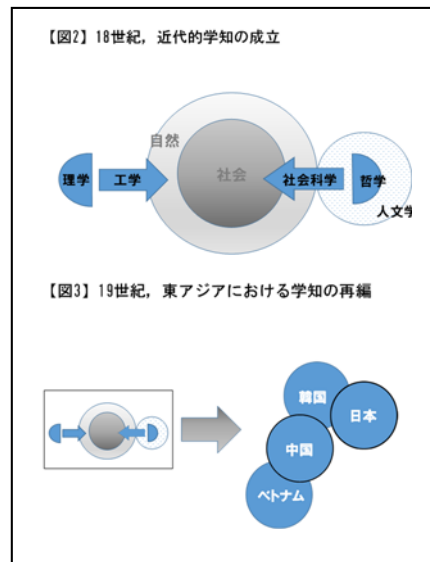 【図2】18世紀，近代的学知の成立
自然
理学
工学
社会
社会科学
哲学
人文学
【図3】19世紀，東アジアにおける学知の再編
韓国
日本
中国
ベトナム